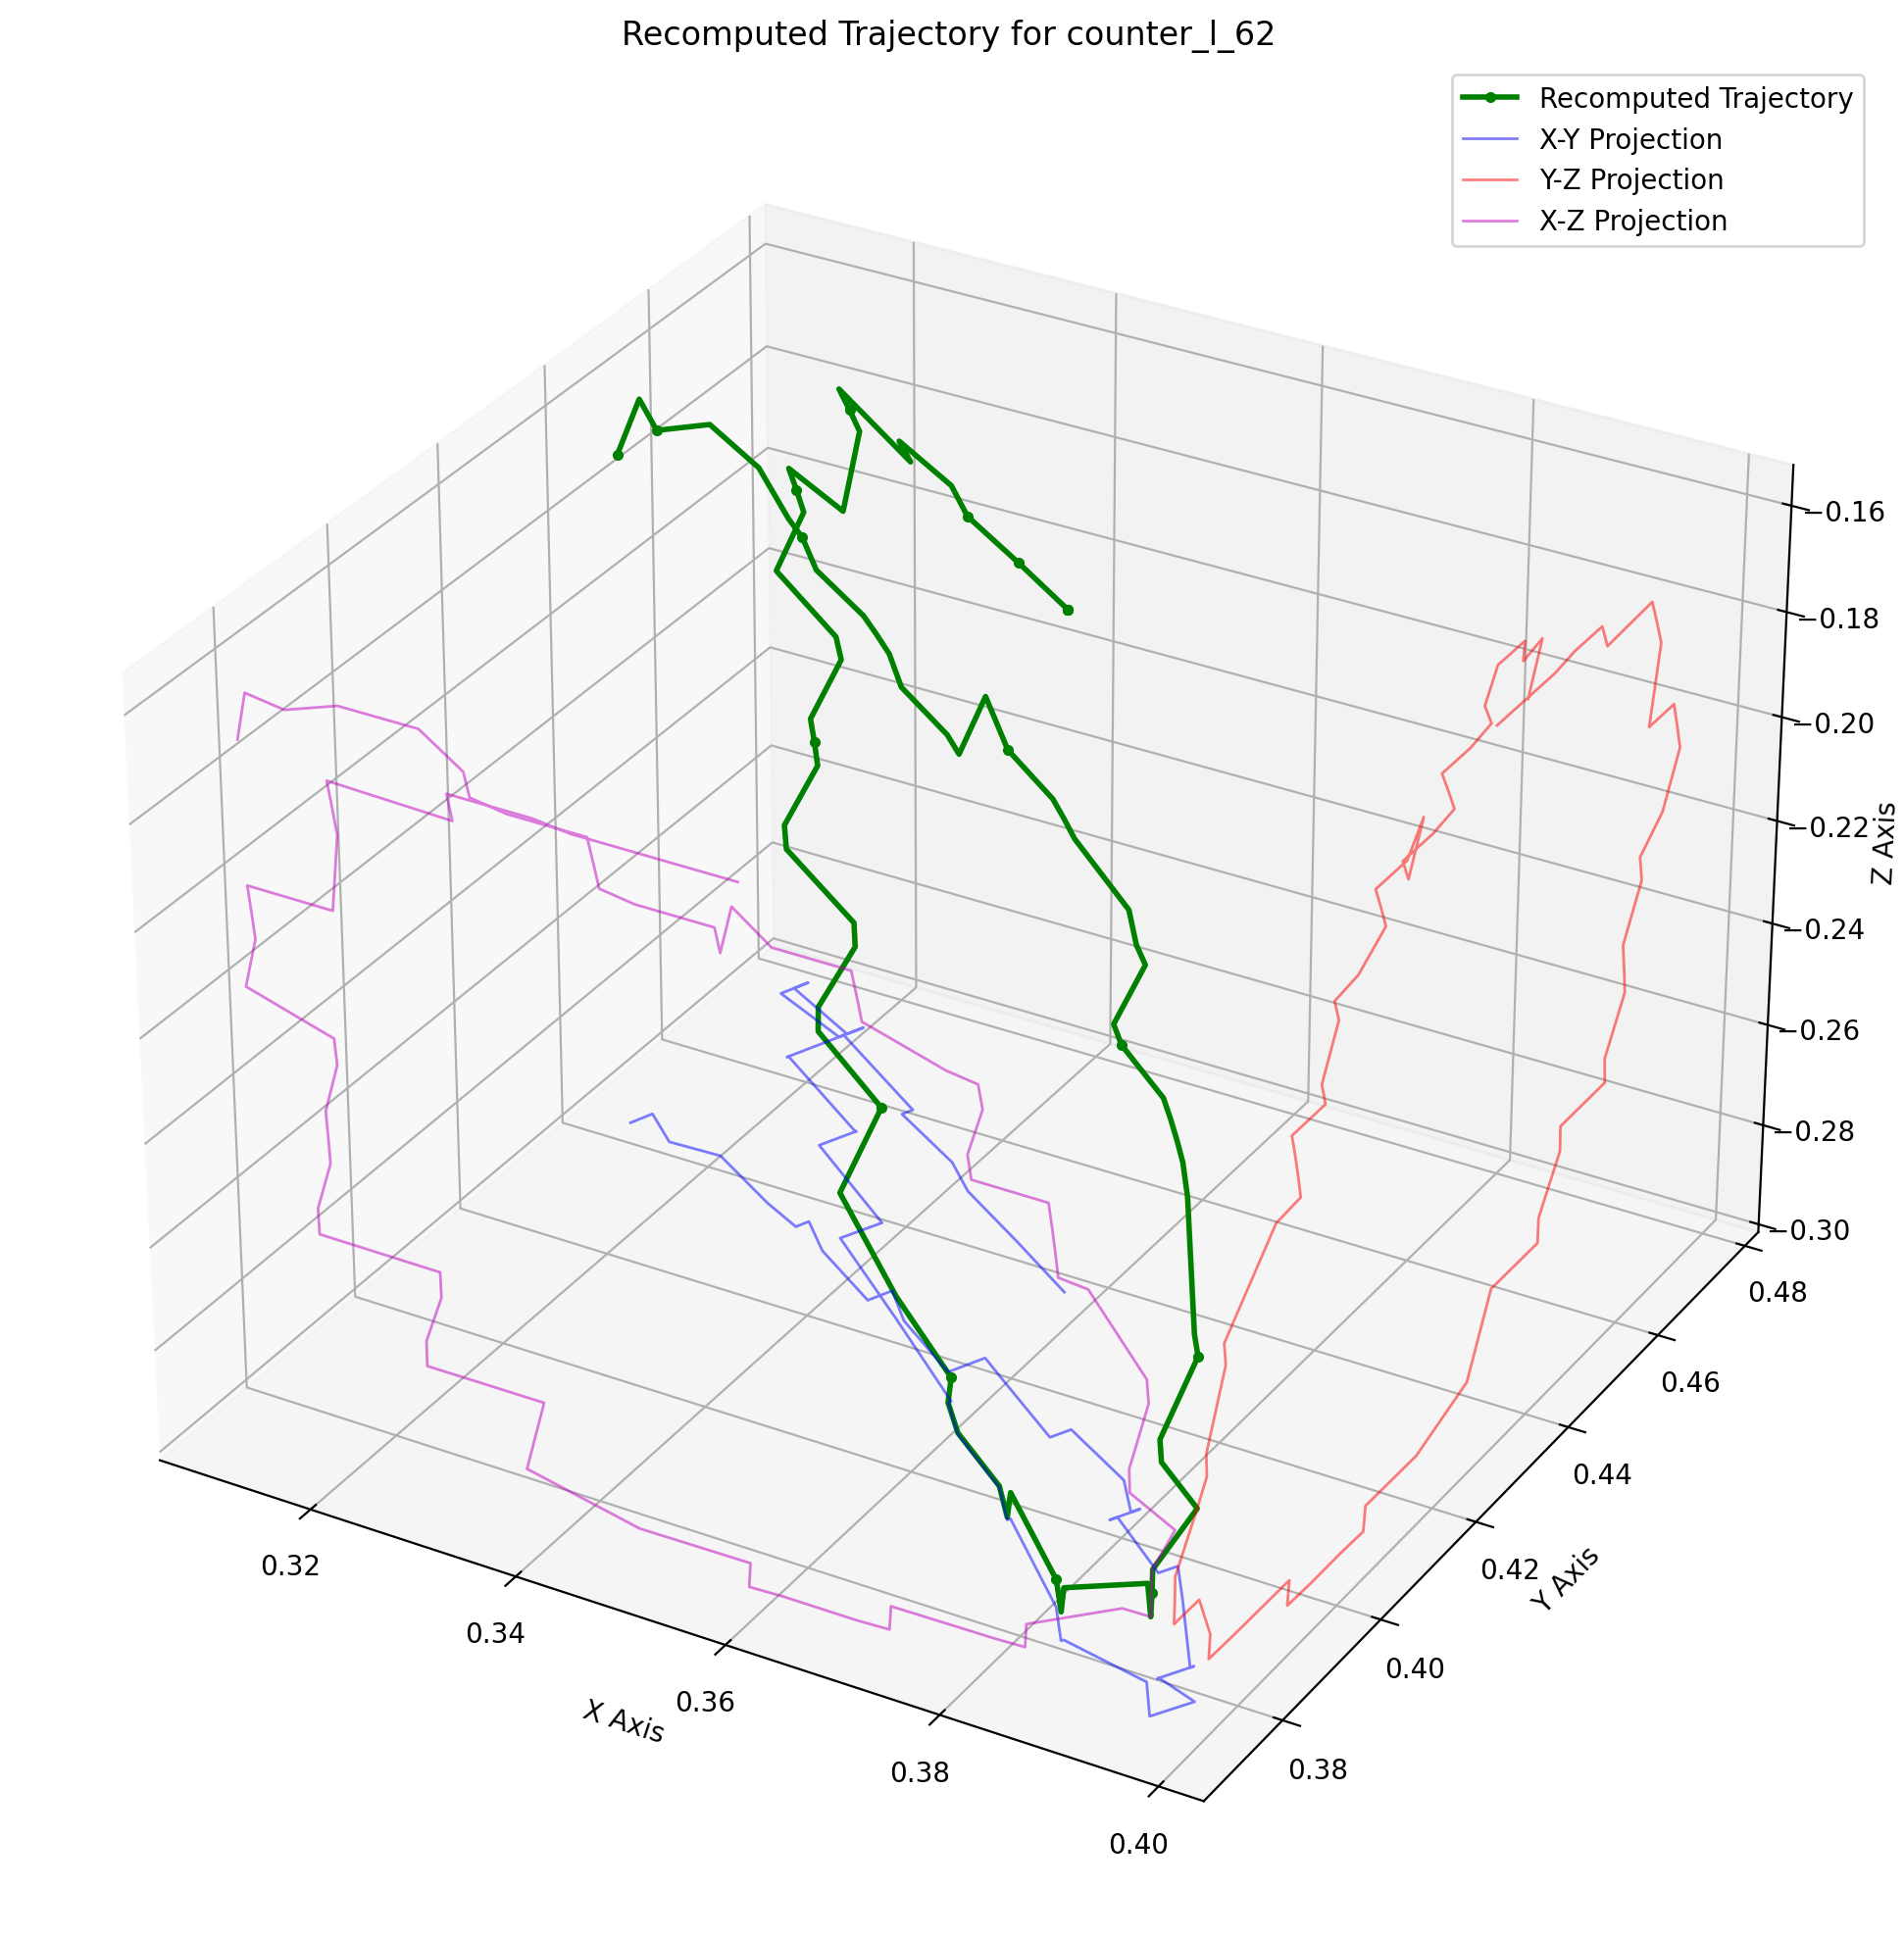 Recomputed Trajectory for counter_l_62
Recomputed Trajectory
X-Y Projection
Y-Z Projection
X-Z Projection
−0.16
−0.18
−0.20
−0.22
−0.24
−0.26
−0.28
−0.30
Z Axis
0.48
0.46
0.44
0.42
0.40
0.38
Y Axis
0.32
0.34
0.36
0.38
0.40
X Axis